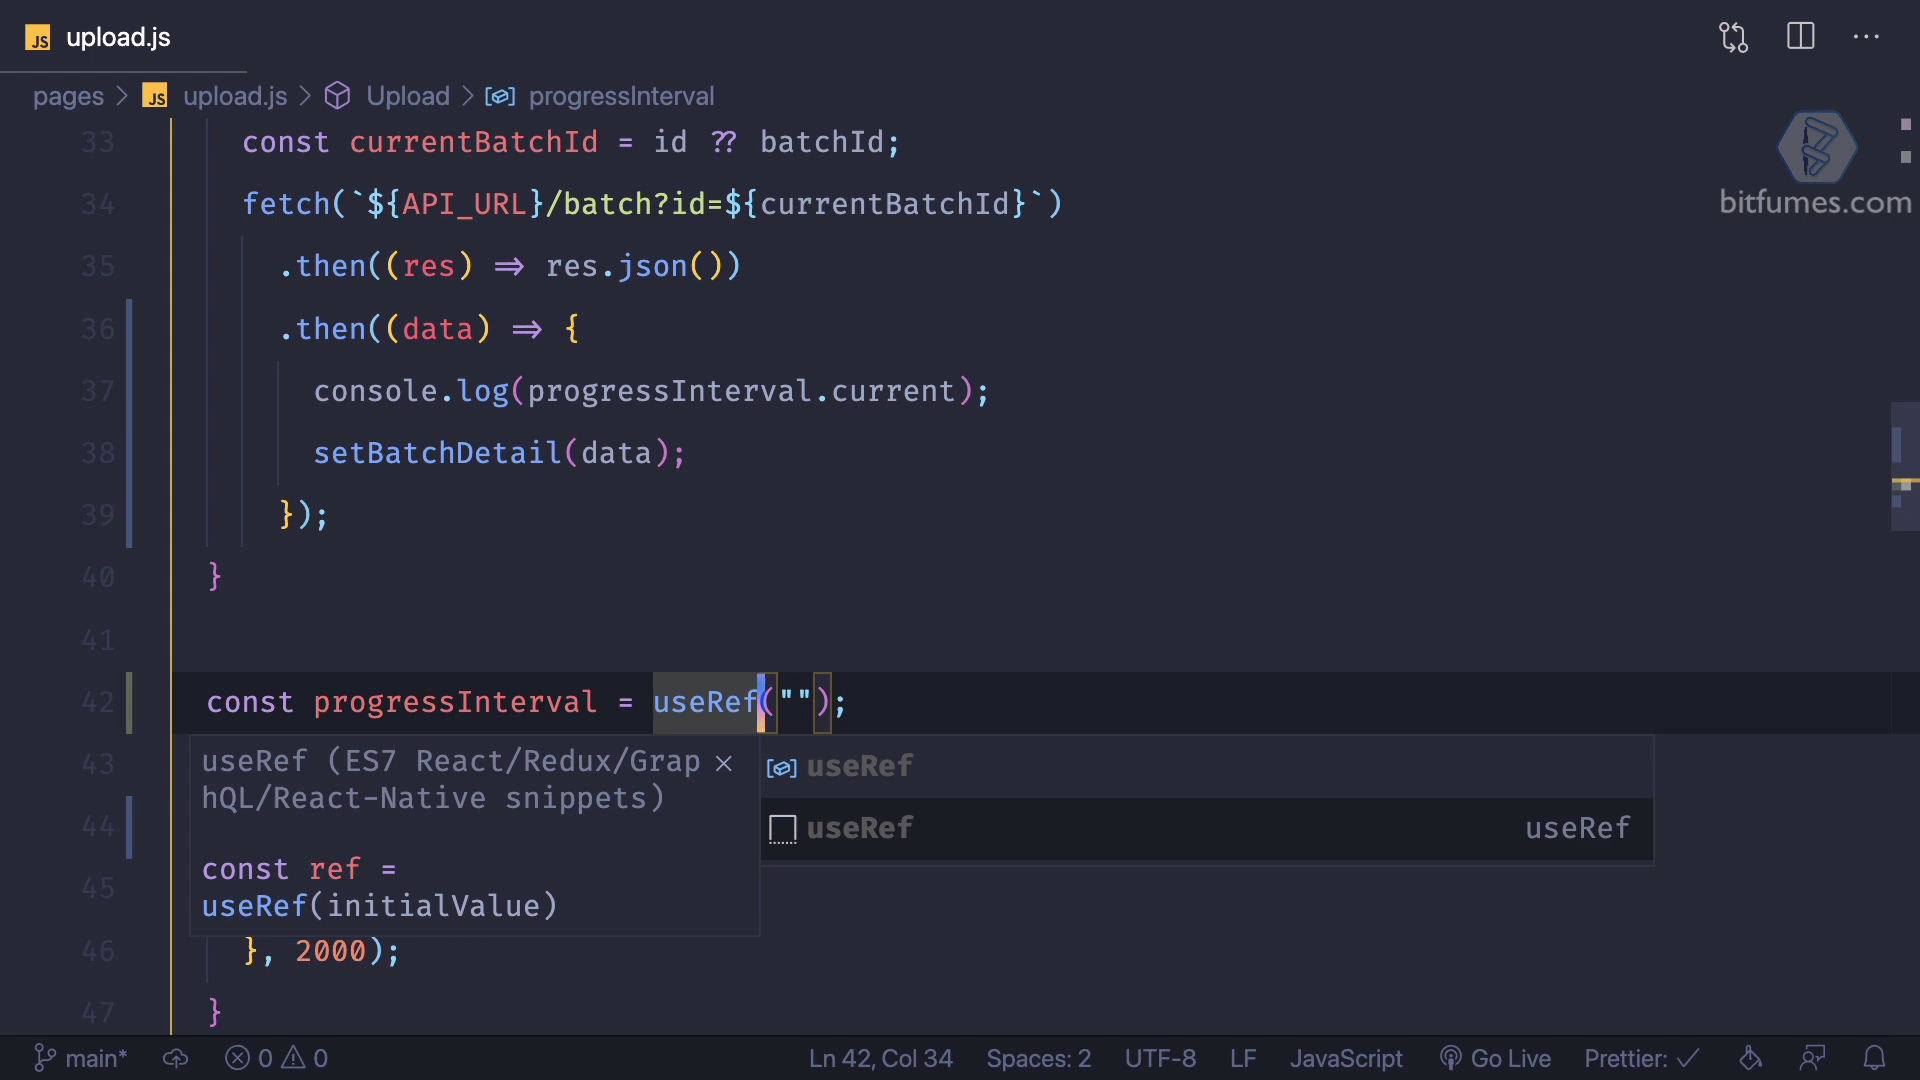 JS upload.js
pages > JS upload.js > Upload > progressInterval
bitfumes.com
33 const currentBatchId = id ?? batchId;
34 fetch(`${API_URL}/batch?id=${currentBatchId}`)
35 .then((res) => res.json())
36 .then((data) => {
37 console.log(progressInterval.current);
38 setBatchDetail(data);
39 });
40 }
41
42 const progressInterval = useRef("");
43
44
45
46 }, 2000);
47 }
useRef (ES7 React/Redux/Grap
hQL/React-Native snippets)
const ref =
useRef(initialValue)
useRef
useRef useRef
main* 0 0 Ln 42, Col 34 Spaces: 2 UTF-8 LF JavaScript Go Live Prettier: ✓